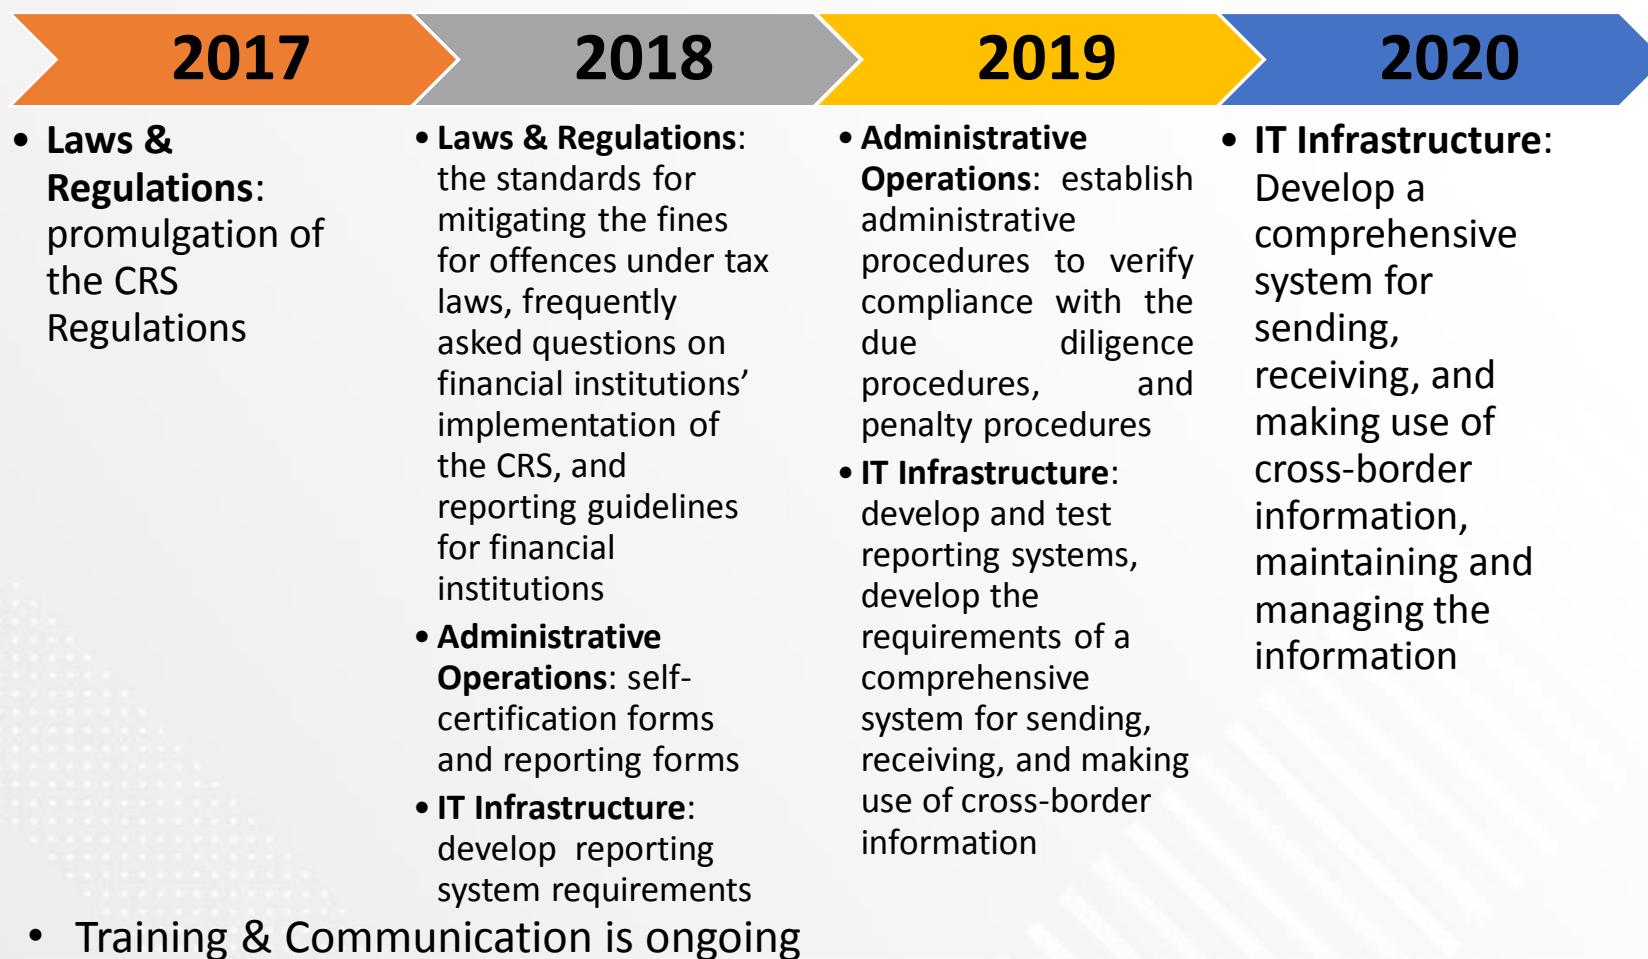 2017
2018
2019
2020
• Laws &
Regulations:
promulgation of
the CRS
Regulations
• Laws & Regulations:
the standards for
mitigating the fines
for offences under tax
laws, frequently
asked questions on
financial institutions’
implementation of
the CRS, and
reporting guidelines
for financial
institutions
• Administrative
Operations: self-
certification forms
and reporting forms
• IT Infrastructure:
develop reporting
system requirements
• Administrative
Operations: establish
administrative
procedures to verify
compliance with the
due diligence
procedures, and
penalty procedures
• IT Infrastructure:
develop and test
reporting systems,
develop the
requirements of a
comprehensive
system for sending,
receiving, and making
use of cross-border
information
• IT Infrastructure:
Develop a
comprehensive
system for
sending,
receiving, and
making use of
cross-border
information,
maintaining and
managing the
information
• Training & Communication is ongoing